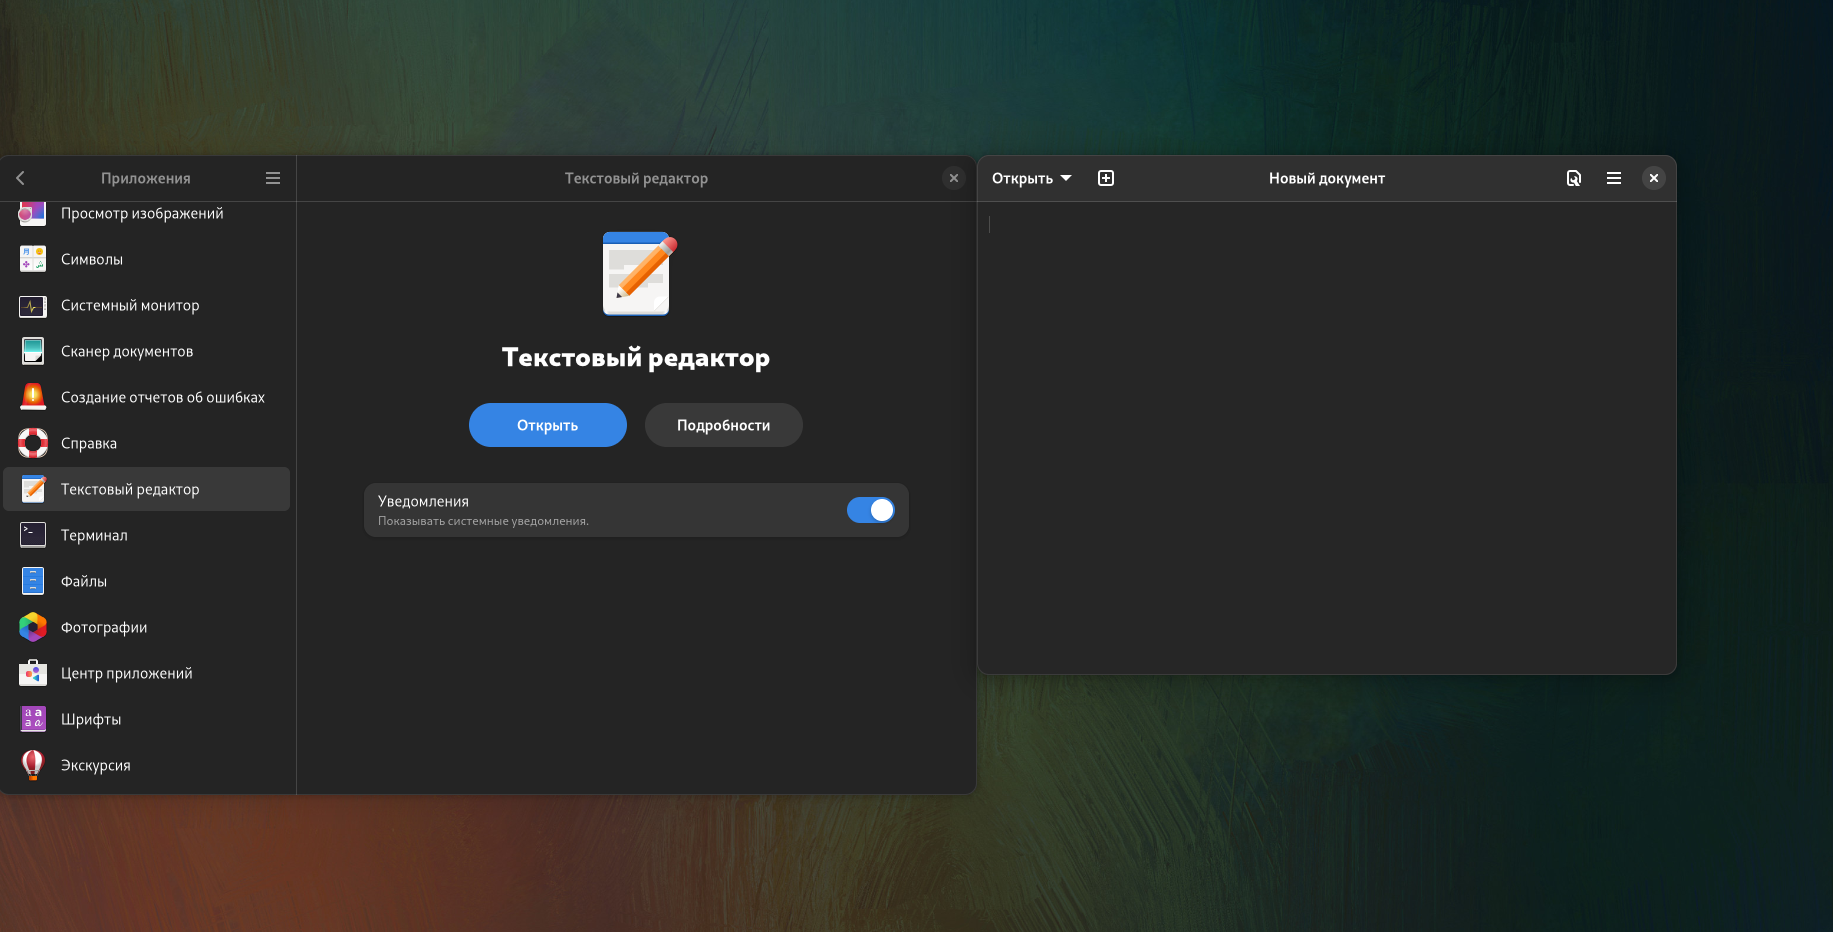 Приложения
Просмотр изображений
Символы
Системный монитор
Сканер документов
Создание отчетов об ошибках
Справка
Текстовый редактор
Терминал
Файлы
Фотографии
Центр приложений
Шрифты
Экскурсия
Текстовый редактор
Текстовый редактор
Открыть
Подробности
Уведомления
Показывать системные уведомления.
Открыть
Новый документ